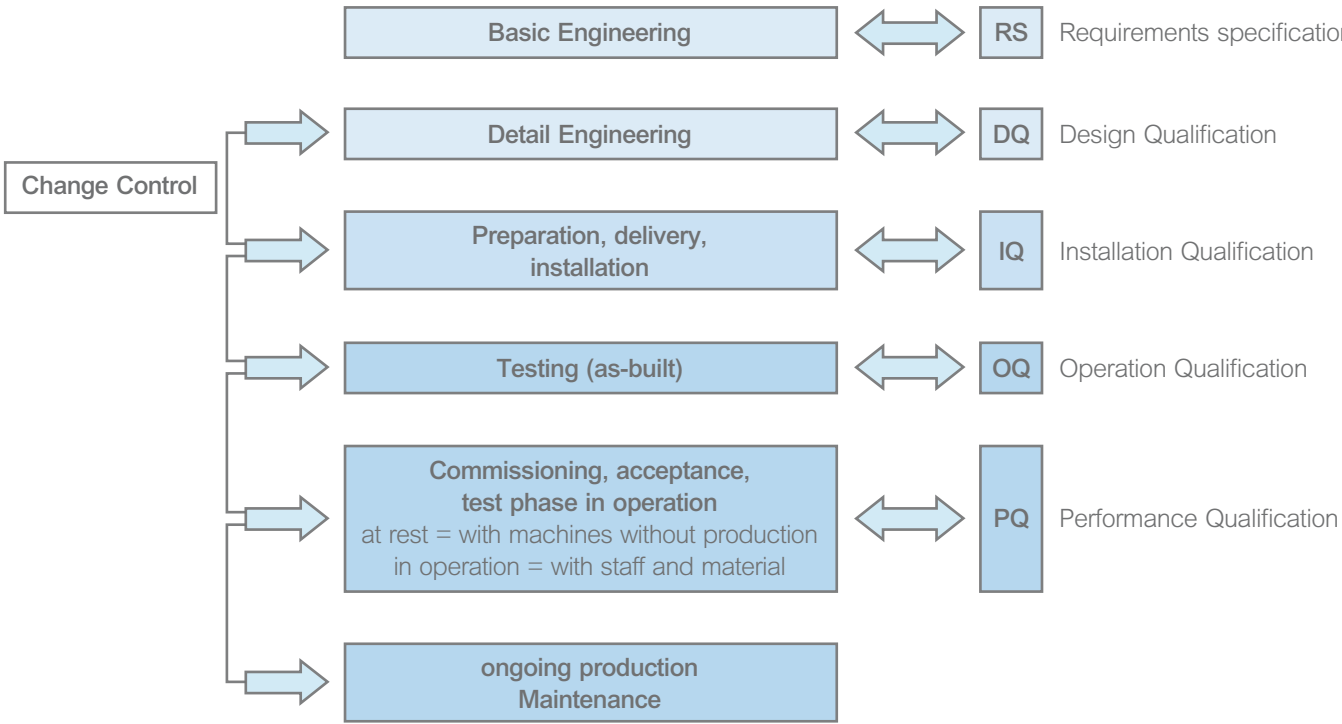 Basic Engineering
RS
Requirements specification
Detail Engineering
DQ
Design Qualification
Change Control
Preparation, delivery,
installation
IQ
Installation Qualification
Testing (as-built)
OQ
Operation Qualification
Commissioning, acceptance,
test phase in operation
at rest = with machines without production
in operation = with staff and material
PQ
Performance Qualification
ongoing production
Maintenance